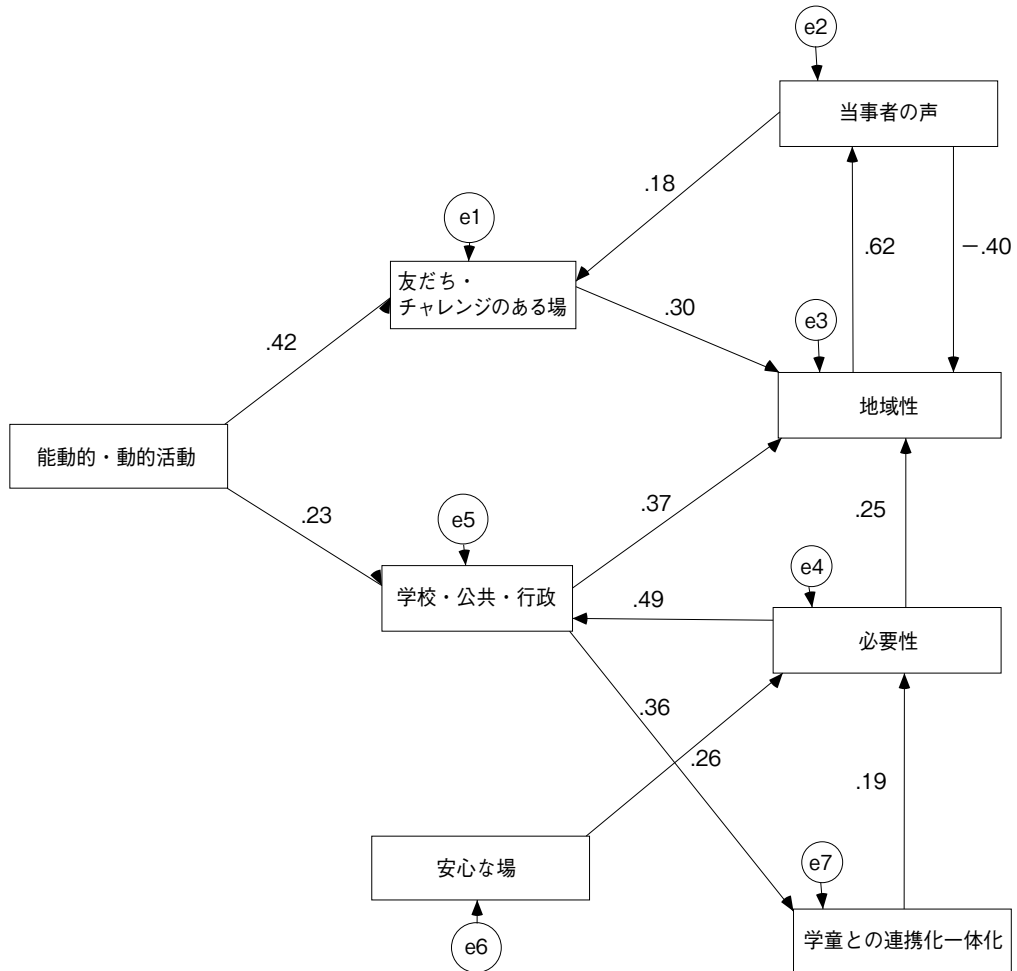 e2
当事者の声
.18
e1
.62
−.40
友だち・
チャレンジのある場
.30
e3
.42
地域性
能動的・動的活動
.23
e5
.37
.25
e4
学校・公共・行政
.49
必要性
.36
.26
.19
安心な場
e7
e6
学童との連携化一体化